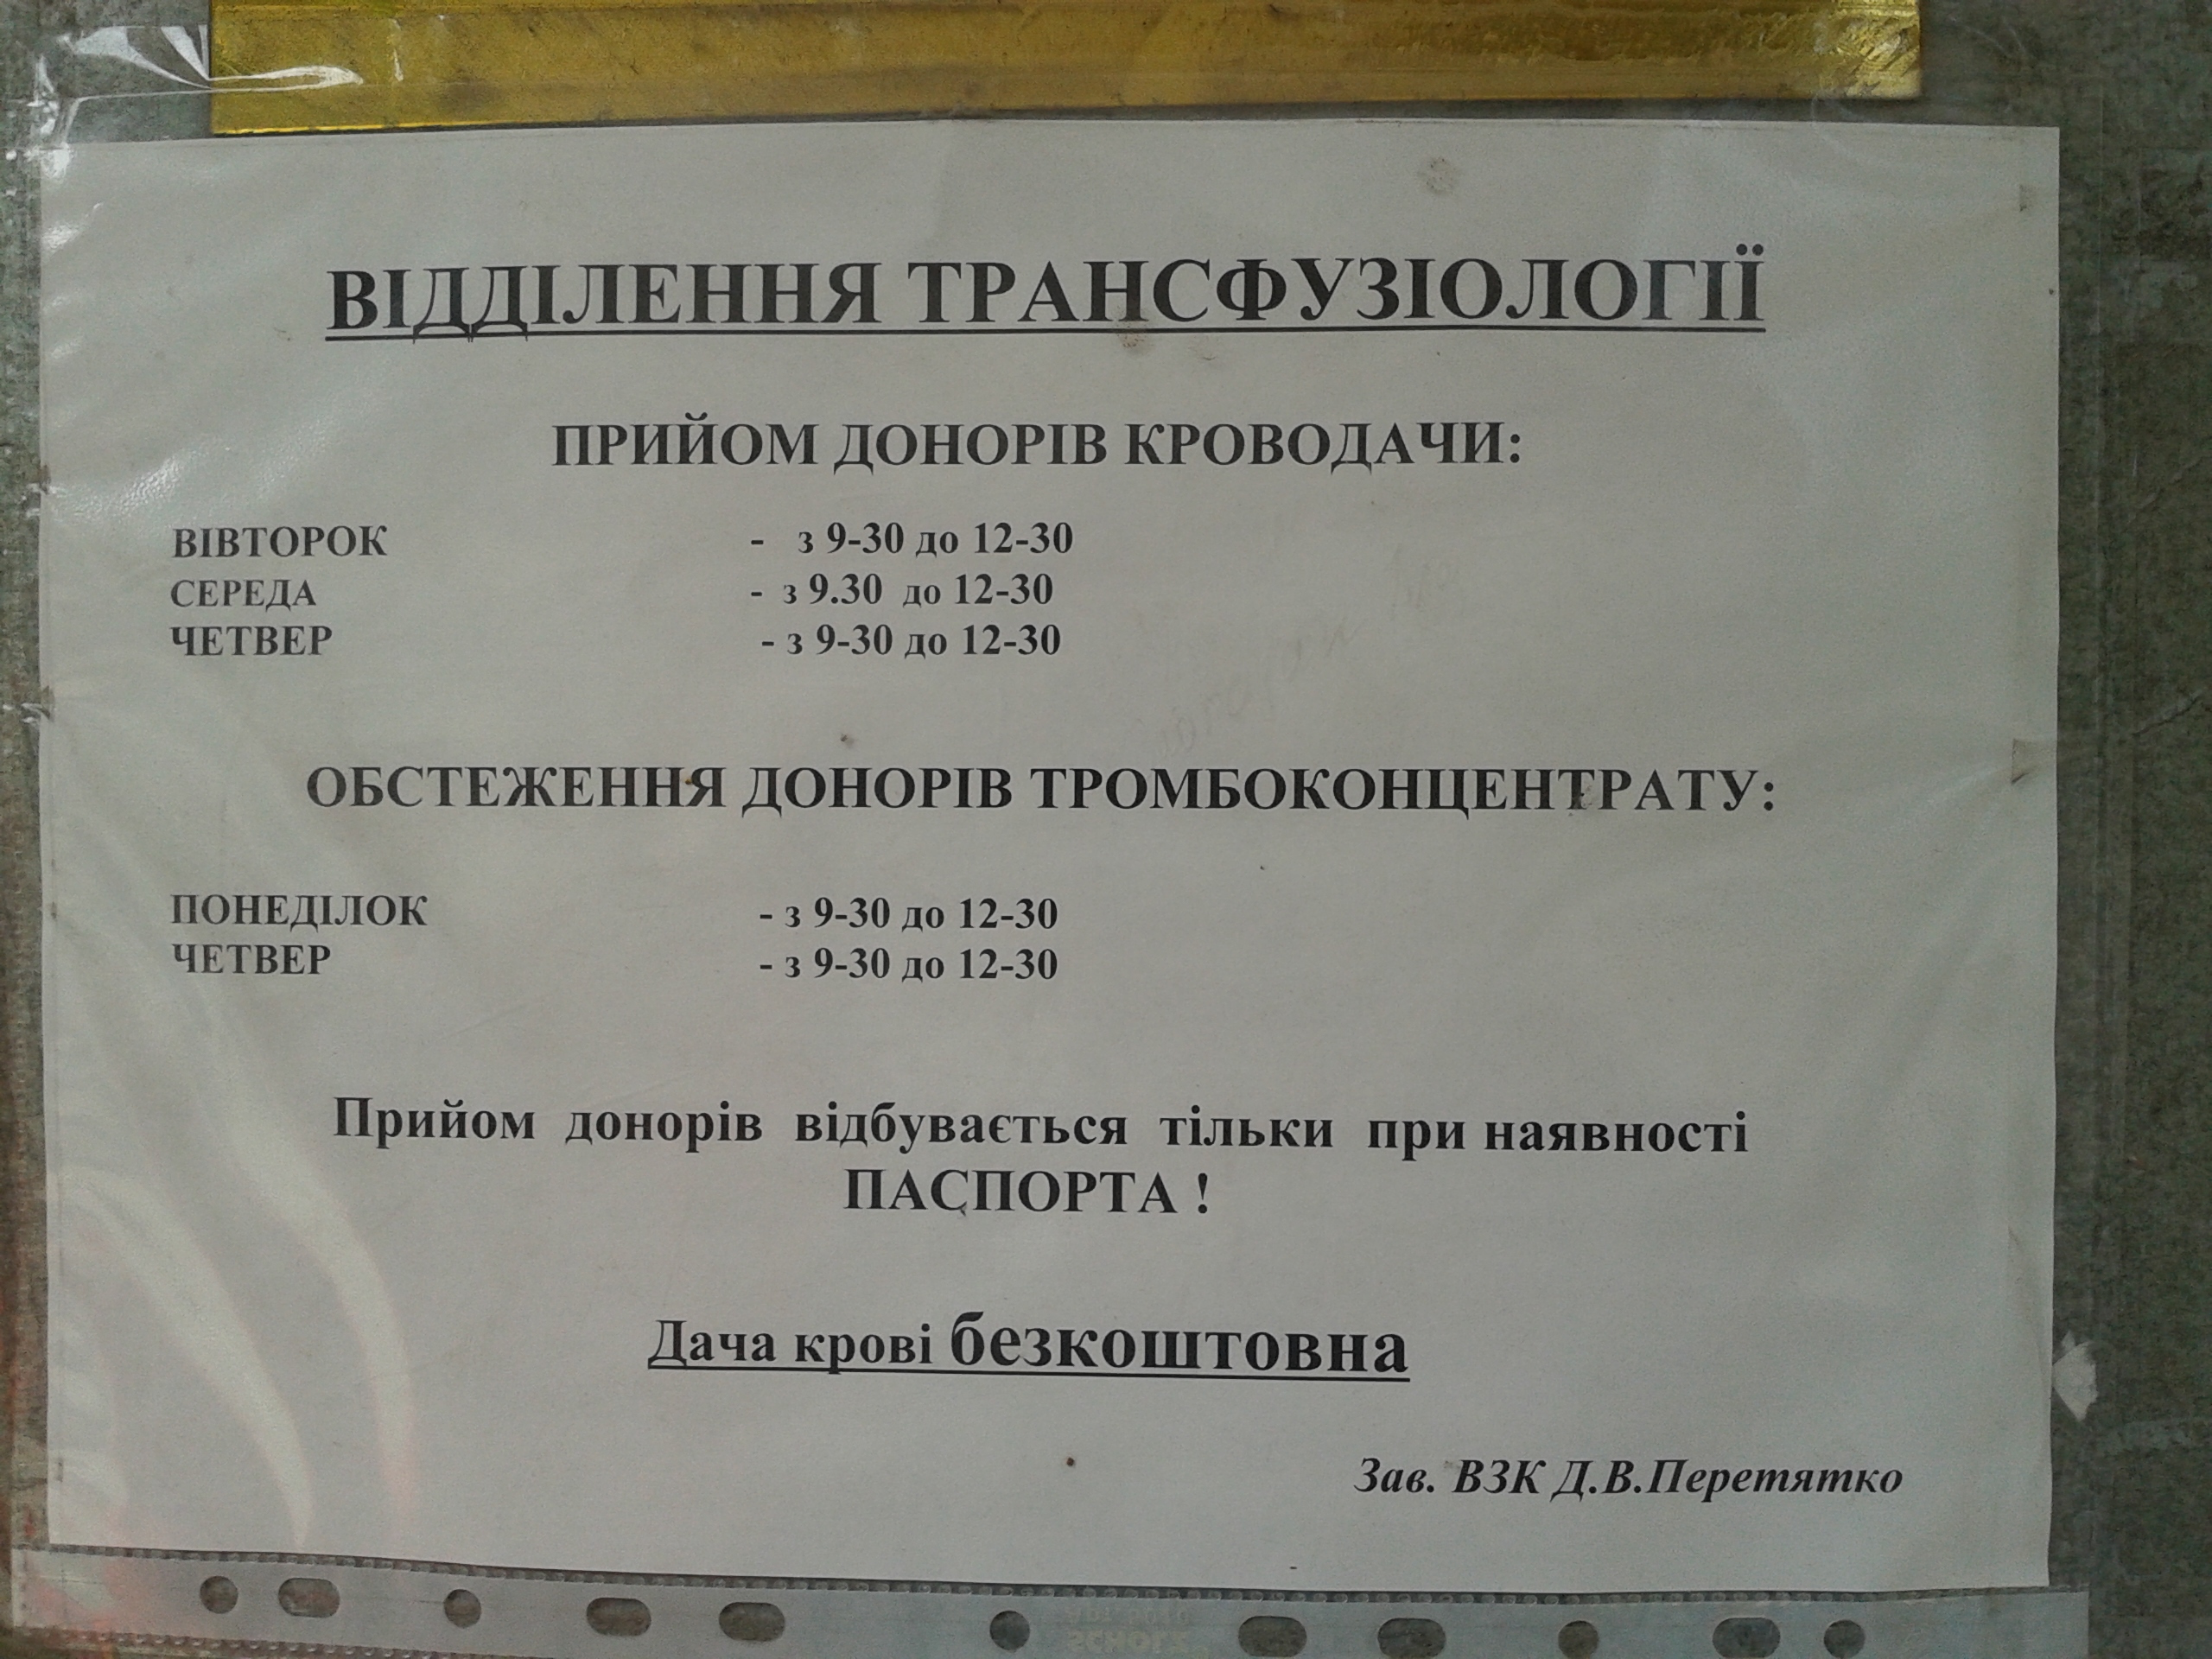 ВІДДІЛЕННЯ ТРАНСФУЗІОЛОГІЇ
ПРИЙОМ ДОНОРІВ КРОВОДАЧИ:
ВІВТОРОК - з 9-30 до 12-30
СЕРЕДА - з 9.30 до 12-30
ЧЕТВЕР - з 9-30 до 12-30
ОБСТЕЖЕННЯ ДОНОРІВ ТРОМБОКОНЦЕНТРАТУ:
ПОНЕДІЛОК - з 9-30 до 12-30
ЧЕТВЕР - з 9-30 до 12-30
Прийом донорів відбувається тільки при наявності
ПАСПОРТА !
Дача крові безкоштовна
Зав. ВЗК Д.В.Перетятко